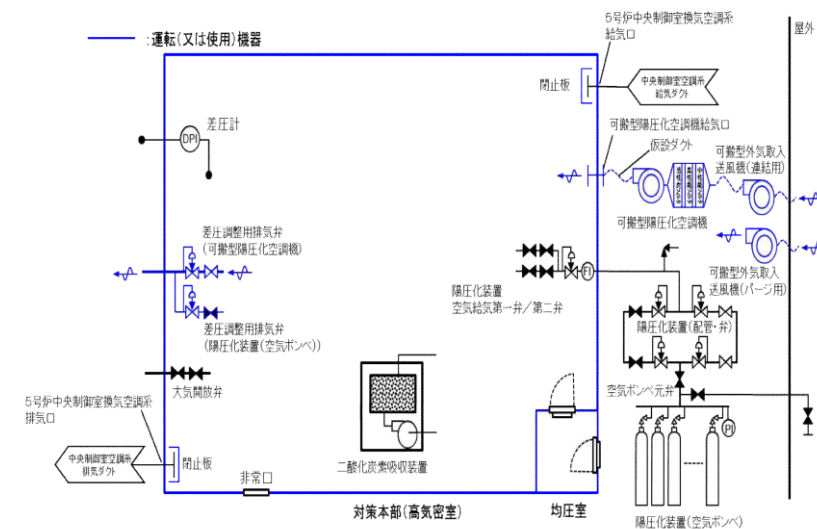 ：運転(又は使用)機器
5号炉中央制御室換気空調系
給気口
屋外
閉止板
中央制御室空調系
給気ダクト
差圧計
DPI
可搬型陽圧化空調機給気口
仮設ダクト
可搬型外気取入
送風機(連結用)
可搬型陽圧化空調機
差圧調整用排気弁
(可搬型陽圧化空調機)
陽圧化装置
空気給気第一弁/第二弁
FI
可搬型外気取入
送風機(パージ用)
差圧調整用排気弁
(陽圧化装置(空気ボンベ))
陽圧化装置(配管・弁)
大気開放弁
空気ボンベ元弁
5号炉中央制御室換気空調系
排気口
PI
中央制御室空調系
排気ダクト
閉止板
二酸化炭素吸収装置
非常口
対策本部(高気密室)
均圧室
陽圧化装置(空気ボンベ)